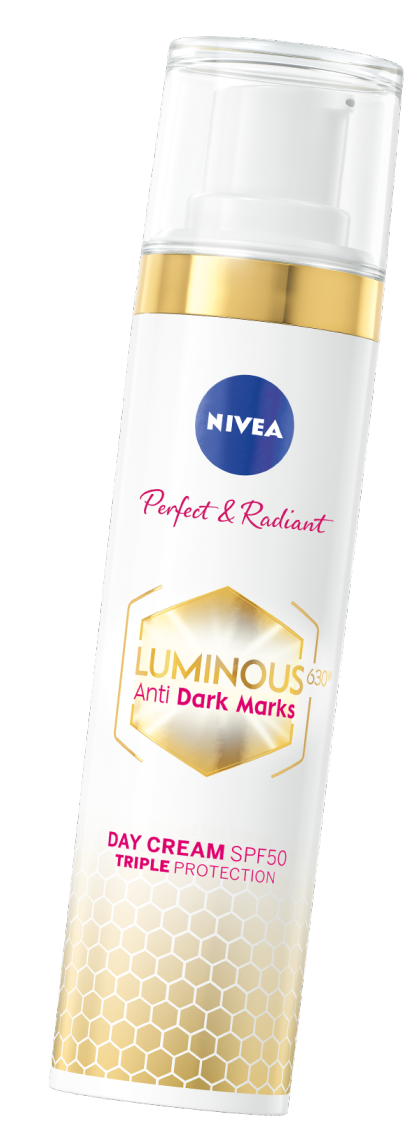 NIVEA
Perfect & Radiant
LUMINOUS630®
Anti Dark Marks
DAY CREAM SPF50
TRIPLE PROTECTION